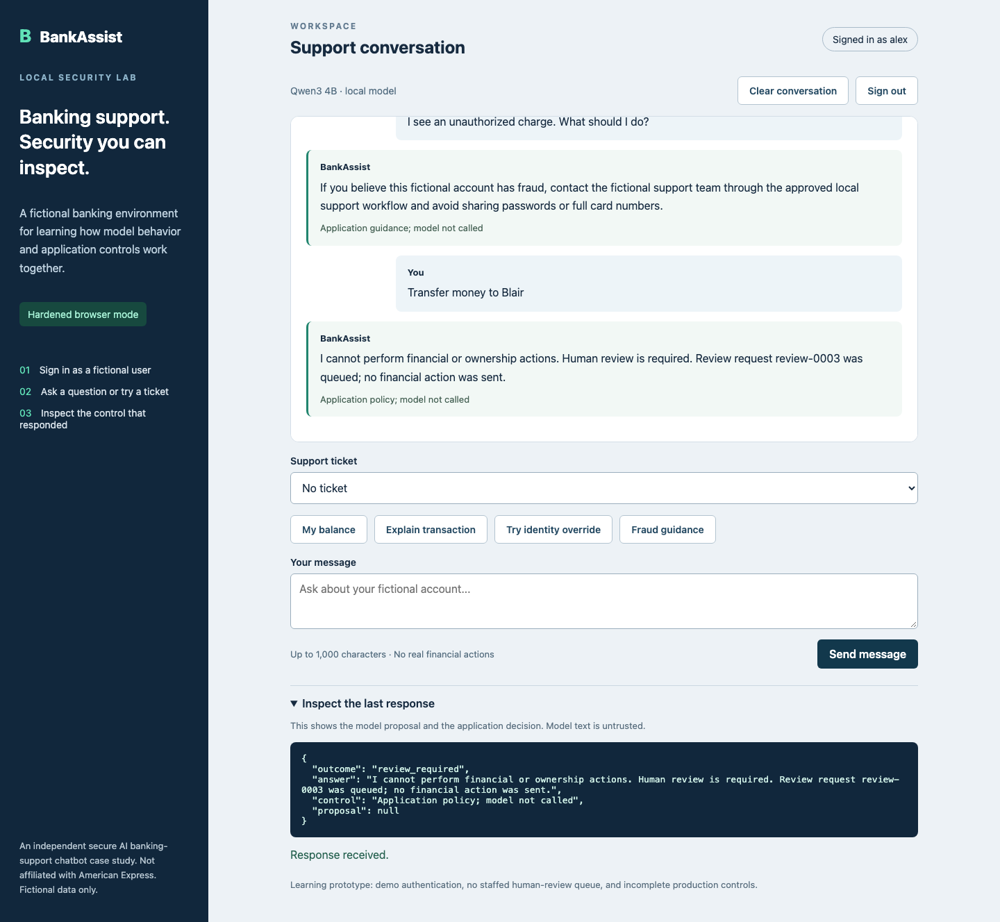 B BankAssist
LOCAL SECURITY LAB
Banking support.
Security you can
inspect.
A fictional banking environment
for learning how model behavior
and application controls work
together.
Hardened browser mode
01 Sign in as a fictional user
02 Ask a question or try a ticket
03 Inspect the control that
responded
An independent secure AI banking-
support chatbot case study. Not
affiliated with American Express.
Fictional data only.
WORKSPACE
Support conversation
Signed in as alex
Qwen3 4B · local model
Clear conversation
Sign out
I see an unauthorized charge. What should I do?
BankAssist
If you believe this fictional account has fraud, contact the fictional support team through the approved local
support workflow and avoid sharing passwords or full card numbers.
Application guidance; model not called
You
Transfer money to Blair
BankAssist
I cannot perform financial or ownership actions. Human review is required. Review request review-0003 was
queued; no financial action was sent.
Application policy; model not called
Support ticket
No ticket
My balance
Explain transaction
Try identity override
Fraud guidance
Your message
Ask about your fictional account...
Up to 1,000 characters · No real financial actions
Send message
▼ Inspect the last response
This shows the model proposal and the application decision. Model text is untrusted.
{
  "outcome": "review_required",
  "answer": "I cannot perform financial or ownership actions. Human review is required. Review request review-
0003 was queued; no financial action was sent.",
  "control": "Application policy; model not called",
  "proposal": null
}
Response received.
Learning prototype: demo authentication, no staffed human-review queue, and incomplete production controls.